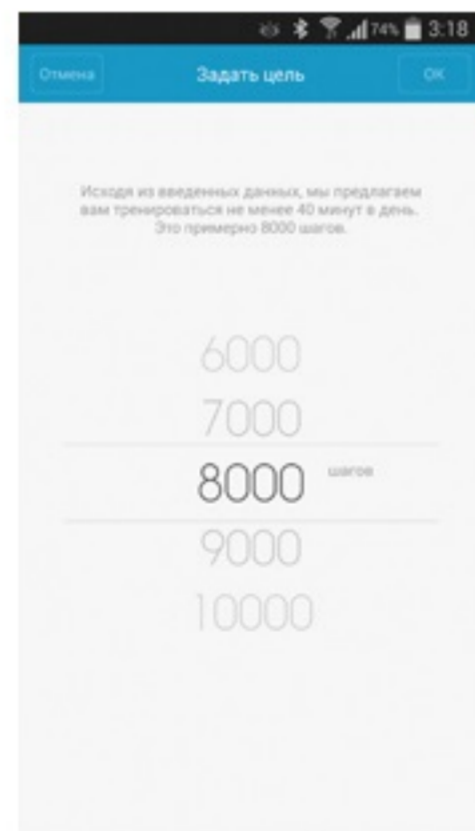 74% 3:18
Отмена Задать цель OK
Исходя из введенных данных, мы предлагаем
вам тренироваться не менее 40 минут в день.
Это примерно 8000 шагов.
6000
7000
8000 шагов
9000
10000